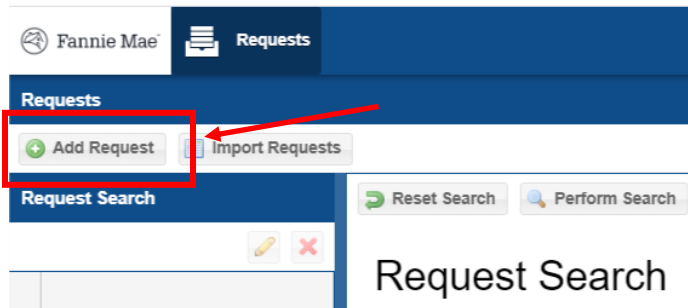 Fannie Mae
Requests
Requests
Add Request
Import Requests
Request Search
Reset Search
Perform Search
Request Search